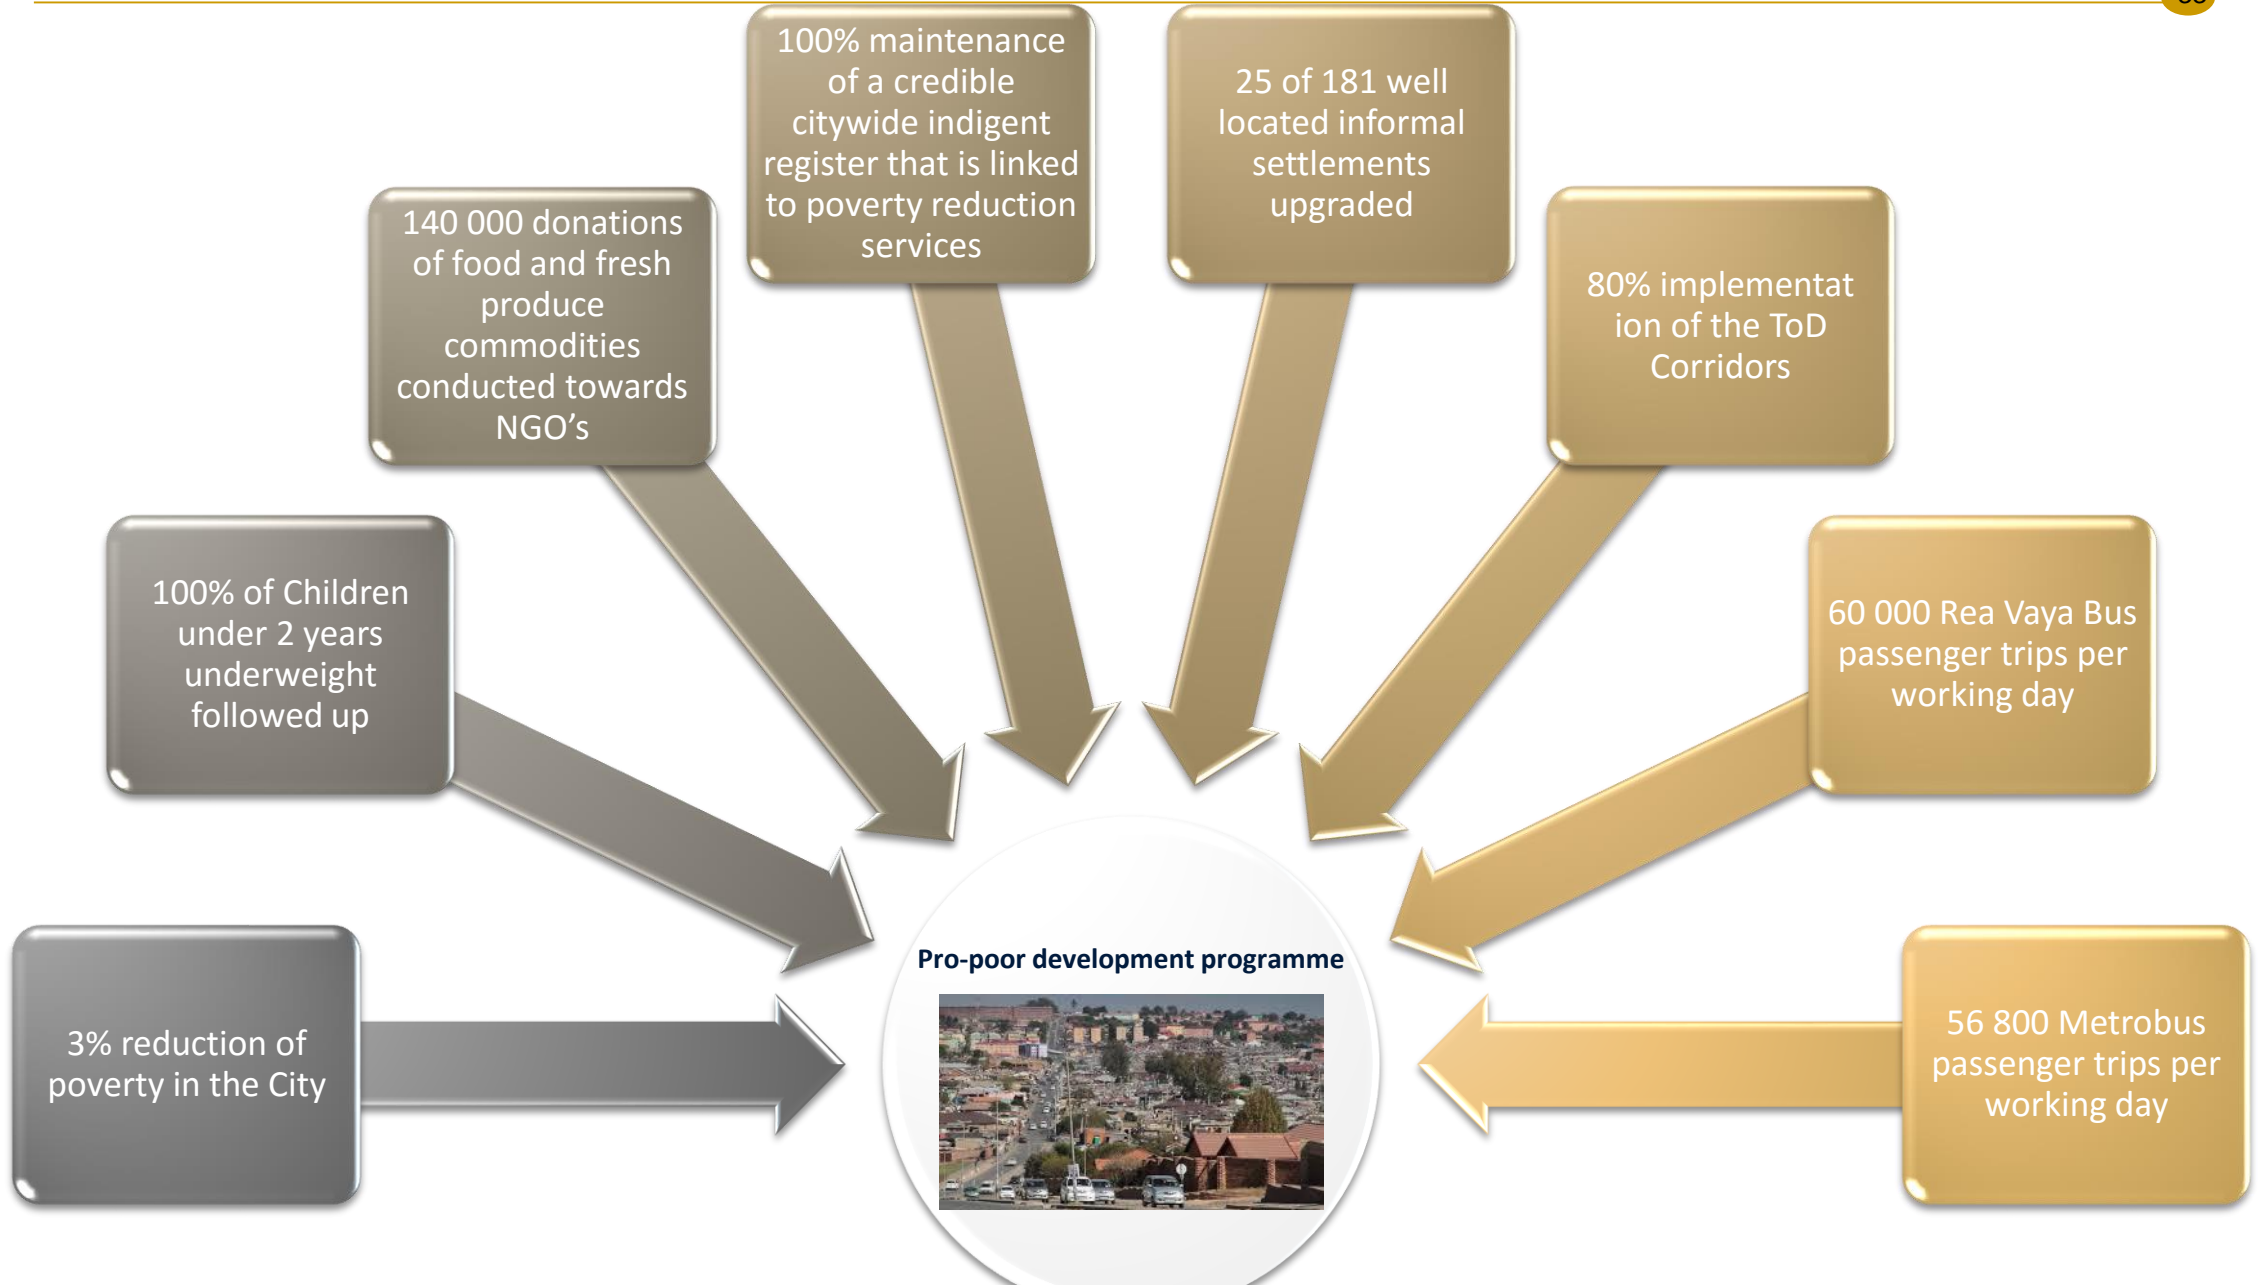 100% maintenance
of a credible
citywide indigent
register that is linked
to poverty reduction
services
25 of 181 well
located informal
settlements
upgraded
140 000 donations
of food and fresh
produce
commodities
conducted towards
NGO’s
80% implementat
ion of the ToD
Corridors
100% of Children
under 2 years
underweight
followed up
60 000 Rea Vaya Bus
passenger trips per
working day
3% reduction of
poverty in the City
Pro-poor development programme
56 800 Metrobus
passenger trips per
working day